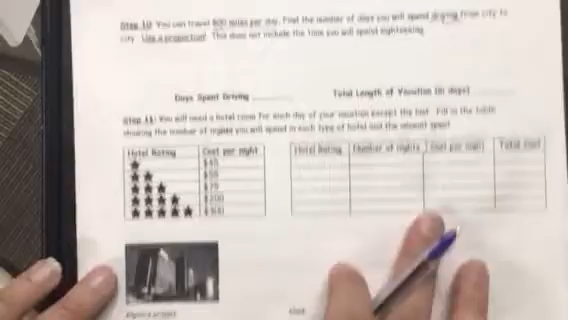 Step 10: You can travel 800 miles per day. Find the number of days you will spend driving from city to
city. Use a proportion! This does not include the time you will spend sightseeing.
Days Spent Driving
Total Length of Vacation (in days)
Step 11: You will need a hotel room for each day of your vacation except the last. Fill in the table
showing the number of nights you will spend in each type of hotel and the amount spent.
Hotel Rating Cost per night
$75
$200
Hotel Rating Number of nights Cost per night Total Cost
Algebra project